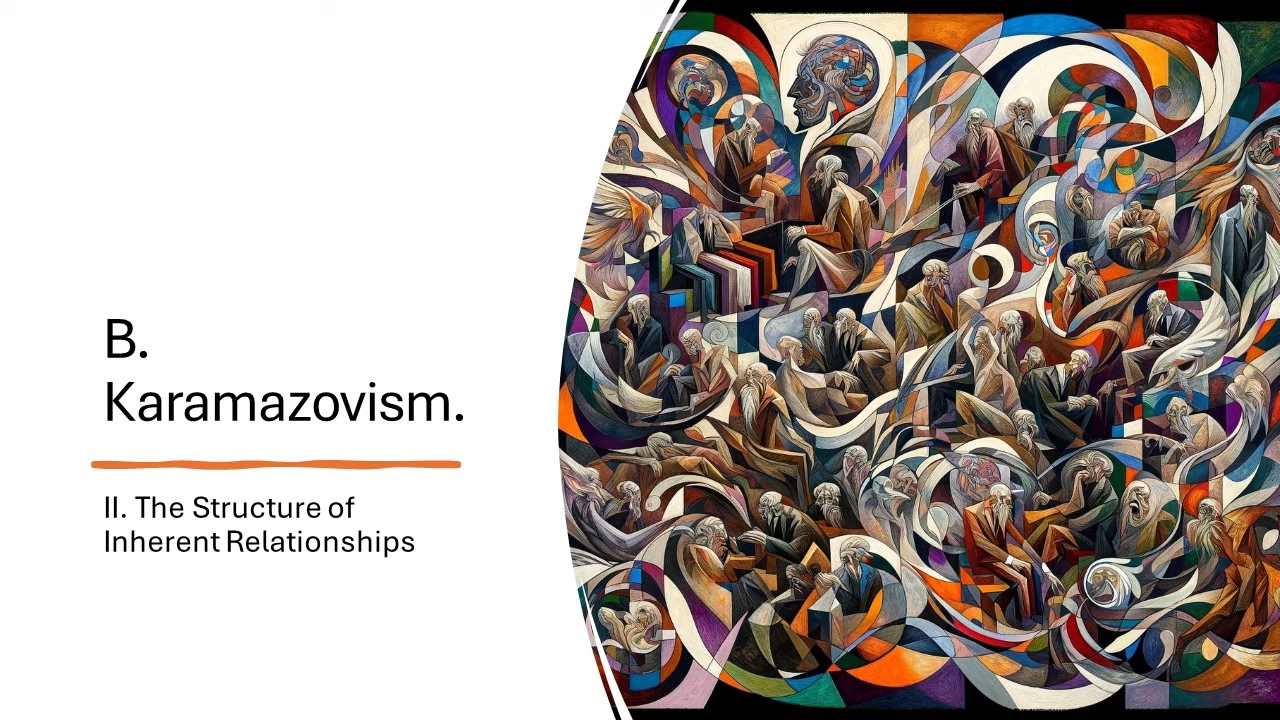 B.
Karamazovism.
II. The Structure of
Inherent Relationships